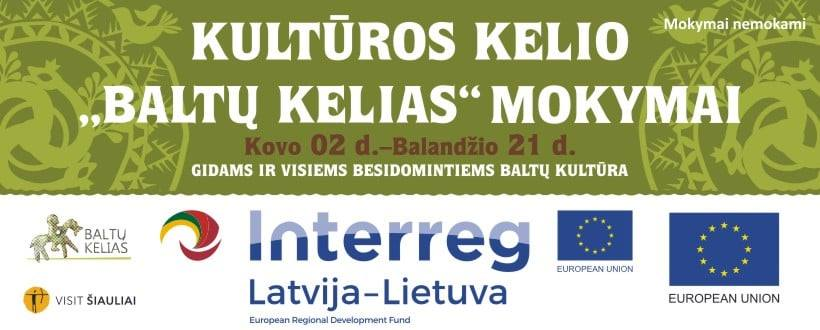 Mokymai nemokami
KULTŪROS KELIO
„BALTŲ KELIAS“ MOKYMAI
Kovo 02 d.–Balandžio 21 d.
GIDAMS IR VISIEMS BESIDOMINTIEMS BALTŲ KULTŪRA
BALTŲ
KELIAS
VISIT ŠIAULIAI
Interreg
Latvija–Lietuva
European Regional Development Fund
EUROPEAN UNION
EUROPEAN UNION